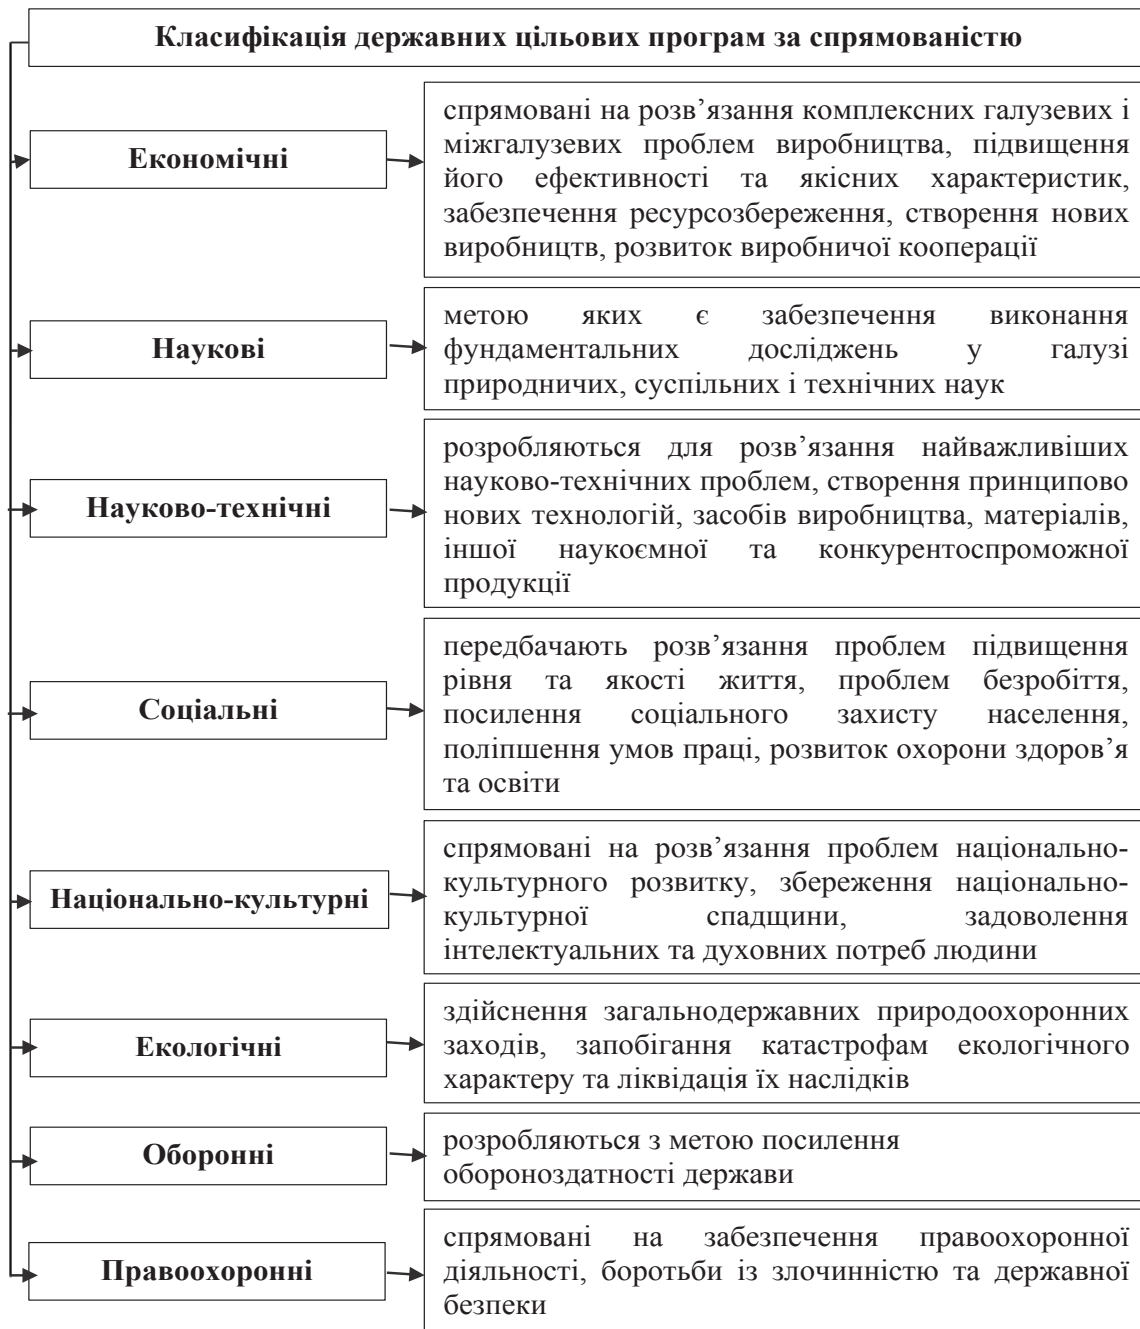 Класифікація державних цільових програм за спрямованістю
Економічні
спрямовані на розв’язання комплексних галузевих і
міжгалузевих проблем виробництва, підвищення
його ефективності та якісних характеристик,
забезпечення ресурсозбереження, створення нових
виробництв, розвиток виробничої кооперації
Наукові
метою яких є забезпечення виконання
фундаментальних досліджень у галузі
природничих, суспільних і технічних наук
Науково-технічні
розробляються для розв’язання найважливіших
науково-технічних проблем, створення принципово
нових технологій, засобів виробництва, матеріалів,
іншої наукоємної та конкурентоспроможної
продукції
Соціальні
передбачають розв’язання проблем підвищення
рівня та якості життя, проблем безробіття,
посилення соціального захисту населення,
поліпшення умов праці, розвиток охорони здоров’я
та освіти
Національно-культурні
спрямовані на розв’язання проблем національно-
культурного розвитку, збереження національно-
культурної спадщини, задоволення
інтелектуальних та духовних потреб людини
Екологічні
здійснення загальнодержавних природоохоронних
заходів, запобігання катастрофам екологічного
характеру та ліквідація їх наслідків
Оборонні
розробляються з метою посилення
обороноздатності держави
Правоохоронні
спрямовані на забезпечення правоохоронної
діяльності, боротьби із злочинністю та державної
безпеки